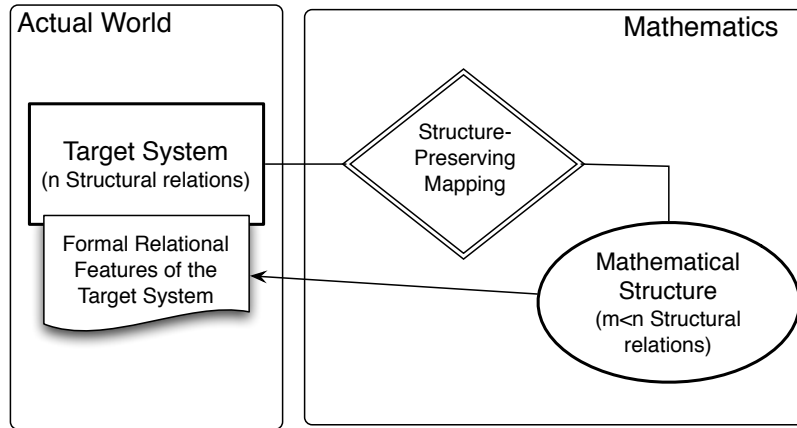 Actual World
Mathematics
Target System
(n Structural relations)
Structure-
Preserving
Mapping
Formal Relational
Features of the
Target System
Mathematical
Structure
(m<n Structural
relations)